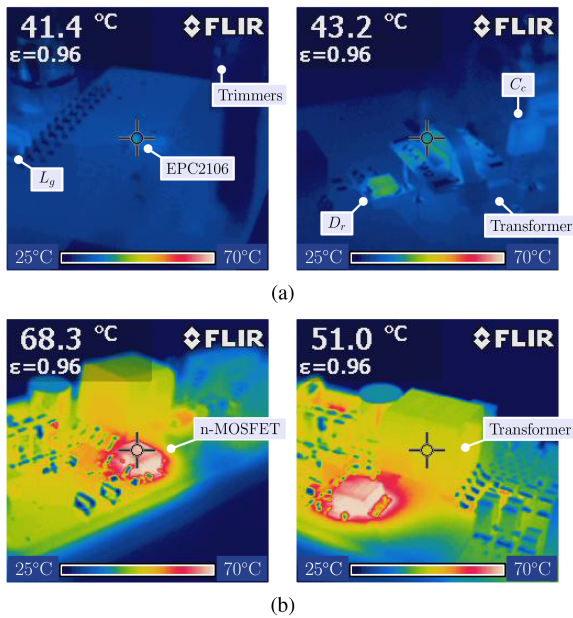 41.4 °C
FLIR
ε=0.96
Trimmers
EPC2106
Lg
25°C
70°C
43.2 °C
FLIR
ε=0.96
Cc
Dr
Transformer
25°C
70°C
(a)
68.3 °C
FLIR
ε=0.96
n-MOSFET
25°C
70°C
51.0 °C
FLIR
ε=0.96
Transformer
25°C
70°C
(b)